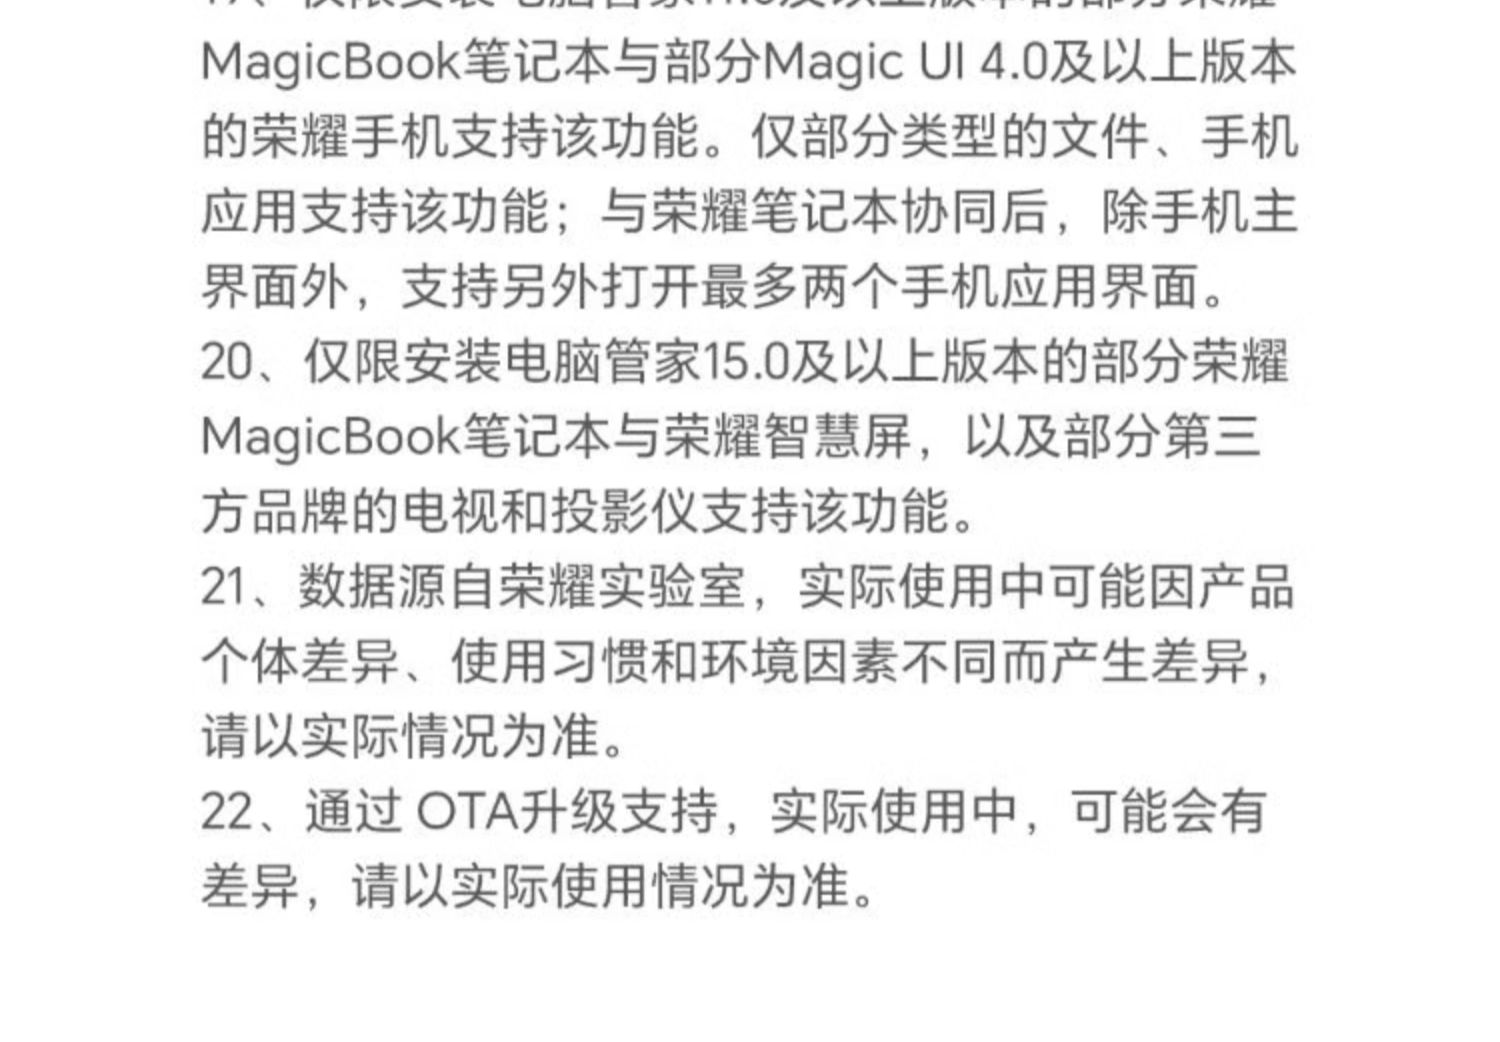 MagicBook笔记本与部分Magic UI 4.0及以上版本
的荣耀手机支持该功能。仅部分类型的文件、手机
应用支持该功能；与荣耀笔记本协同后，除手机主
界面外，支持另外打开最多两个手机应用界面。
20、仅限安装电脑管家15.0及以上版本的部分荣耀
MagicBook笔记本与荣耀智慧屏，以及部分第三
方品牌的电视和投影仪支持该功能。
21、数据源自荣耀实验室，实际使用中可能因产品
个体差异、使用习惯和环境因素不同而产生差异，
请以实际情况为准。
22、通过 OTA升级支持，实际使用中，可能会有
差异，请以实际使用情况为准。